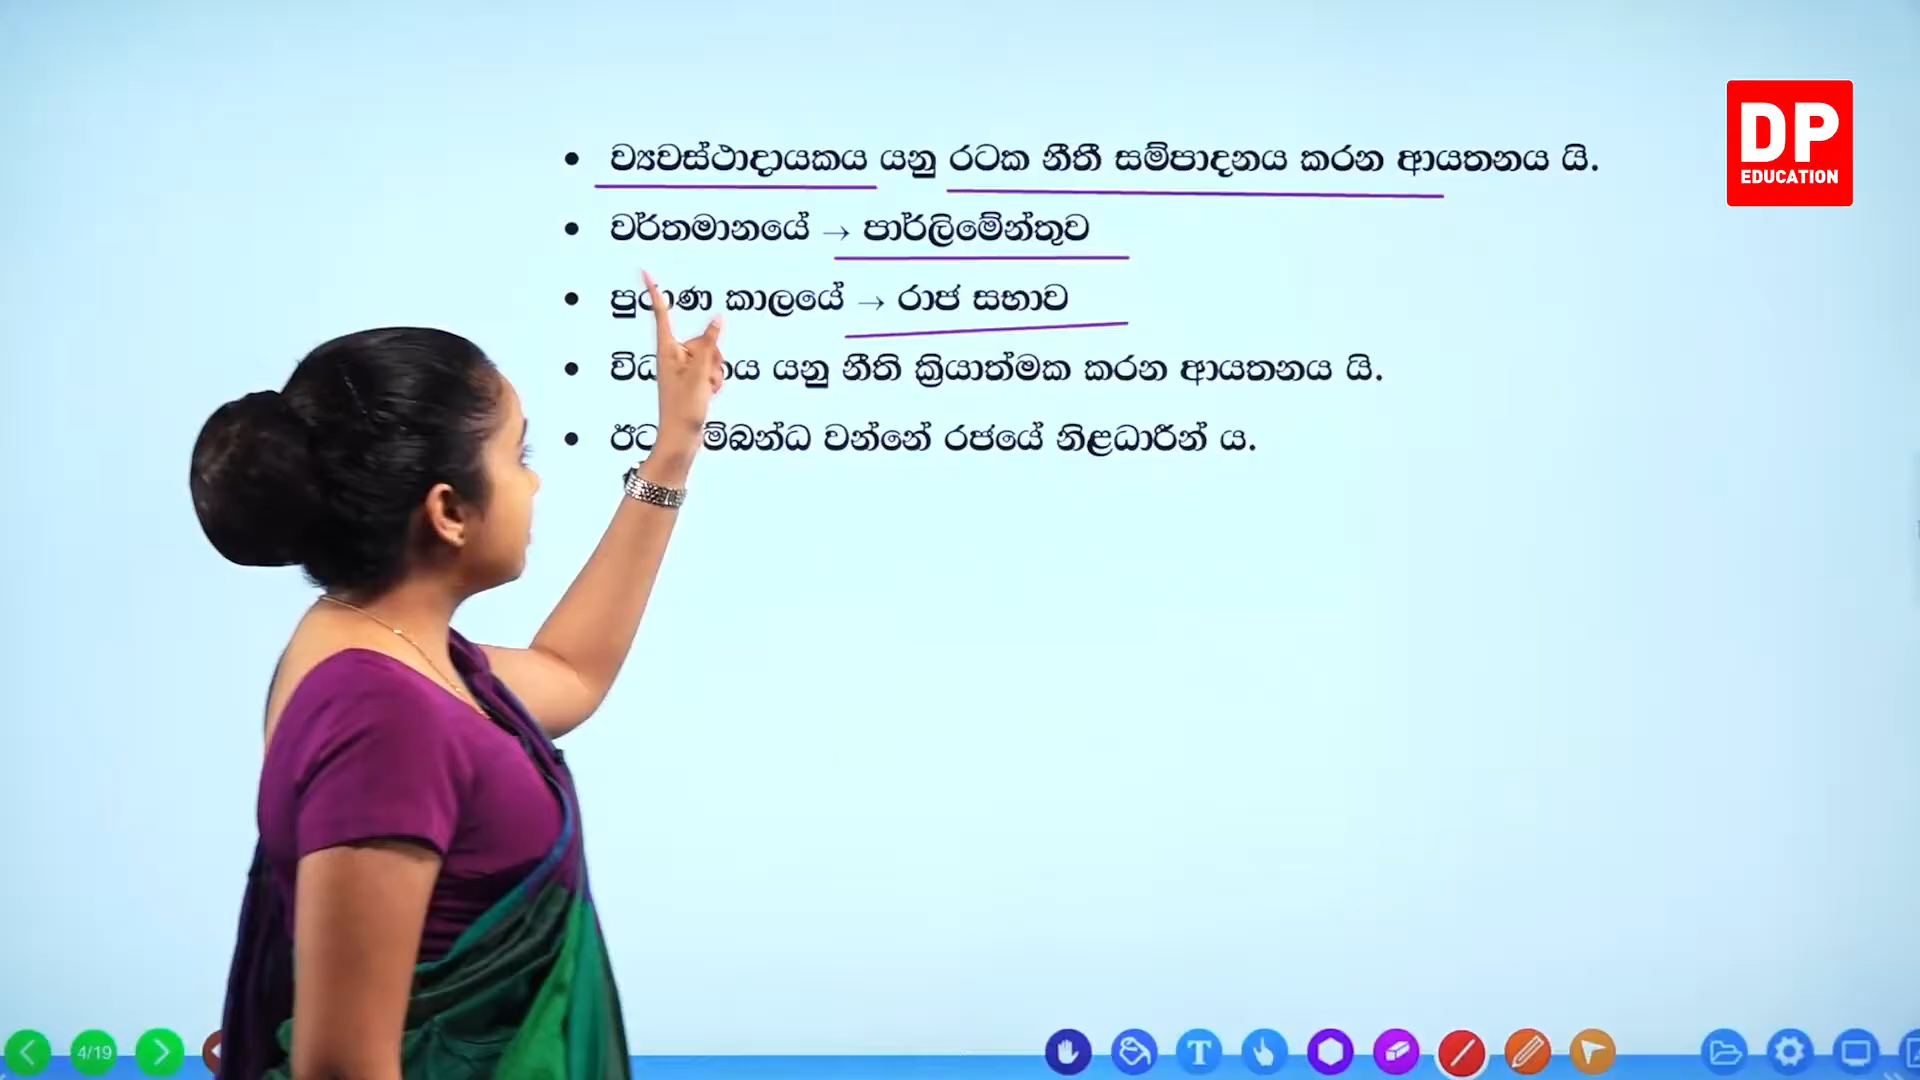 DP
EDUCATION
• ව්‍යවස්ථාදායකය යනු රටක නීතී සම්පාදනය කරන ආයතනය යි.
• වර්තමානයේ → පාර්ලිමේන්තුව
• කාලයේ → රාජ සභාව
• යනු නීති ක්‍රියාත්මක කරන ආයතනය යි.
• වන්නේ රජයේ නිළධාරීන් ය.
4/19